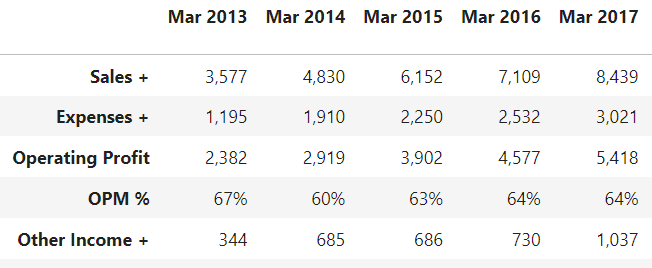 Mar 2013 Mar 2014 Mar 2015 Mar 2016 Mar 2017
Sales + 3,577 4,830 6,152 7,109 8,439
Expenses + 1,195 1,910 2,250 2,532 3,021
Operating Profit 2,382 2,919 3,902 4,577 5,418
OPM % 67% 60% 63% 64% 64%
Other Income + 344 685 686 730 1,037